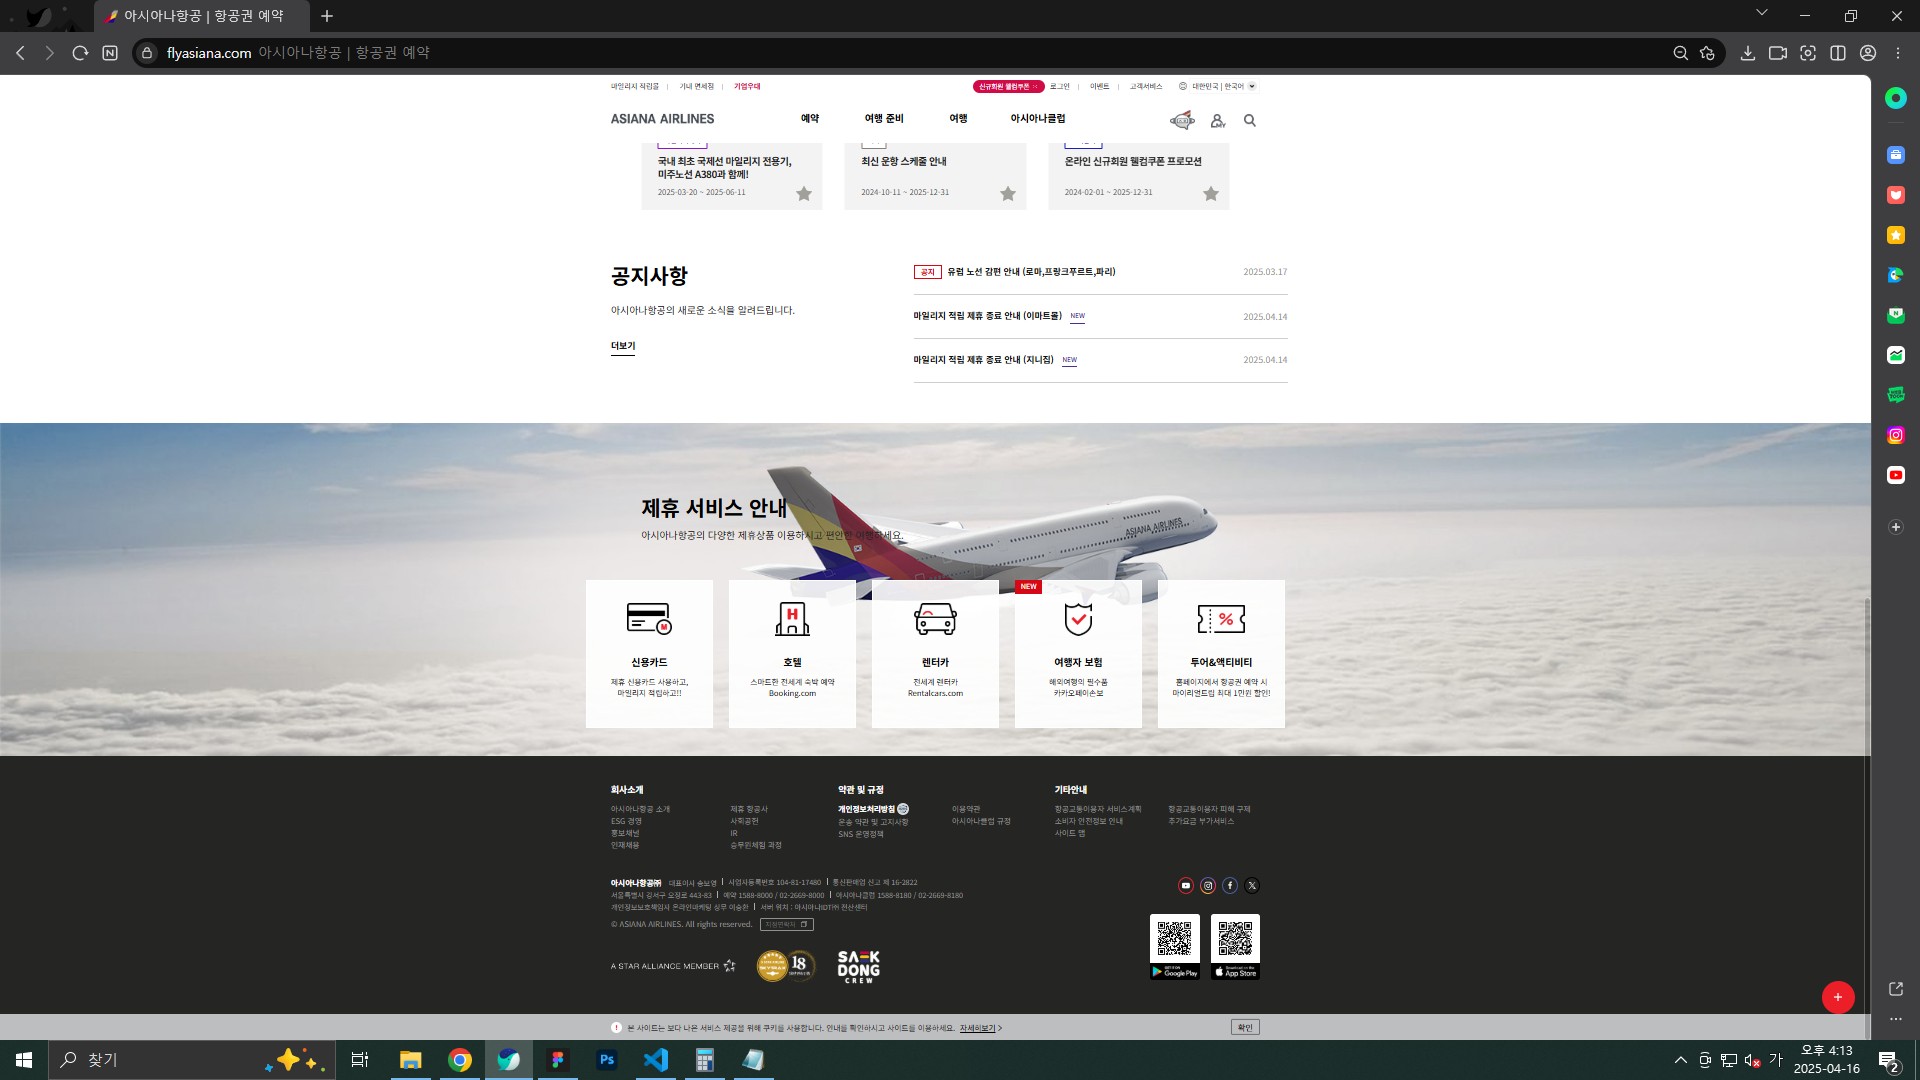 아시아나항공 | 항공권 예약
flyasiana.com 아시아나항공 | 항공권 예약
마일리지 적립몰 | 기내 면세점 | 기업우대
신규회원 웰컴쿠폰 로그인 | 이벤트 | 고객서비스 대한민국 | 한국어
ASIANA AIRLINES 예약 여행 준비 여행 아시아나클럽
국내 최초 국제선 마일리지 전용기,
미주노선 A380과 함께!
2025-03-20 ~ 2025-06-11
최신 운항 스케줄 안내
2024-10-11 ~ 2025-12-31
온라인 신규회원 웰컴쿠폰 프로모션
2024-02-01 ~ 2025-12-31
공지사항
아시아나항공의 새로운 소식을 알려드립니다.
더보기
공지 유럽 노선 감편 안내 (로마,프랑크푸르트,파리) 2025.03.17
마일리지 적립 제휴 종료 안내 (이마트몰) NEW 2025.04.14
마일리지 적립 제휴 종료 안내 (지니집) NEW 2025.04.14
ASIANA AIRLINES
제휴 서비스 안내
아시아나항공의 다양한 제휴상품 이용하시고 편안한 여행하세요.
신용카드
제휴 신용카드 사용하고,
마일리지 적립하고!!
호텔
스마트한 전세계 숙박 예약
Booking.com
렌터카
전세계 렌터카
Rentalcars.com
NEW
여행자 보험
해외여행의 필수품
카카오페이손보
투어&액티비티
홈페이지에서 항공권 예약 시
마이리얼트립 최대 1만원 할인!
회사소개
아시아나항공 소개
ESG 경영
홍보채널
인재채용
제휴 항공사
사회공헌
IR
승무원체험 과정
약관 및 규정
개인정보처리방침
운송 약관 및 고지사항
SNS 운영정책
이용약관
아시아나클럽 규정
기타안내
항공교통이용자 서비스계획
소비자 안전정보 안내
사이트 맵
항공교통이용자 피해 구제
추가요금 부가서비스
아시아나항공㈜ 대표이사 송보영 | 사업자등록번호 104-81-17480 | 통신판매업 신고 제 16-2822
서울특별시 강서구 오정로 443-83 | 예약 1588-8000 / 02-2669-8000 | 아시아나클럽 1588-8180 / 02-2669-8180
개인정보보호책임자 온라인마케팅 상무 이승환 | 서버 위치 : 아시아나IDT㈜ 전산센터
© ASIANA AIRLINES. All rights reserved. 지점연락처
A STAR ALLIANCE MEMBER
18
SAEK
DONG
CREW
GET IT ON
Google Play
Download on the
App Store
본 사이트는 보다 나은 서비스 제공을 위해 쿠키를 사용합니다. 안내를 확인하시고 사이트를 이용하세요. 자세히보기 > 확인
찾기
Ps
가
오후 4:13
2025-04-16
2